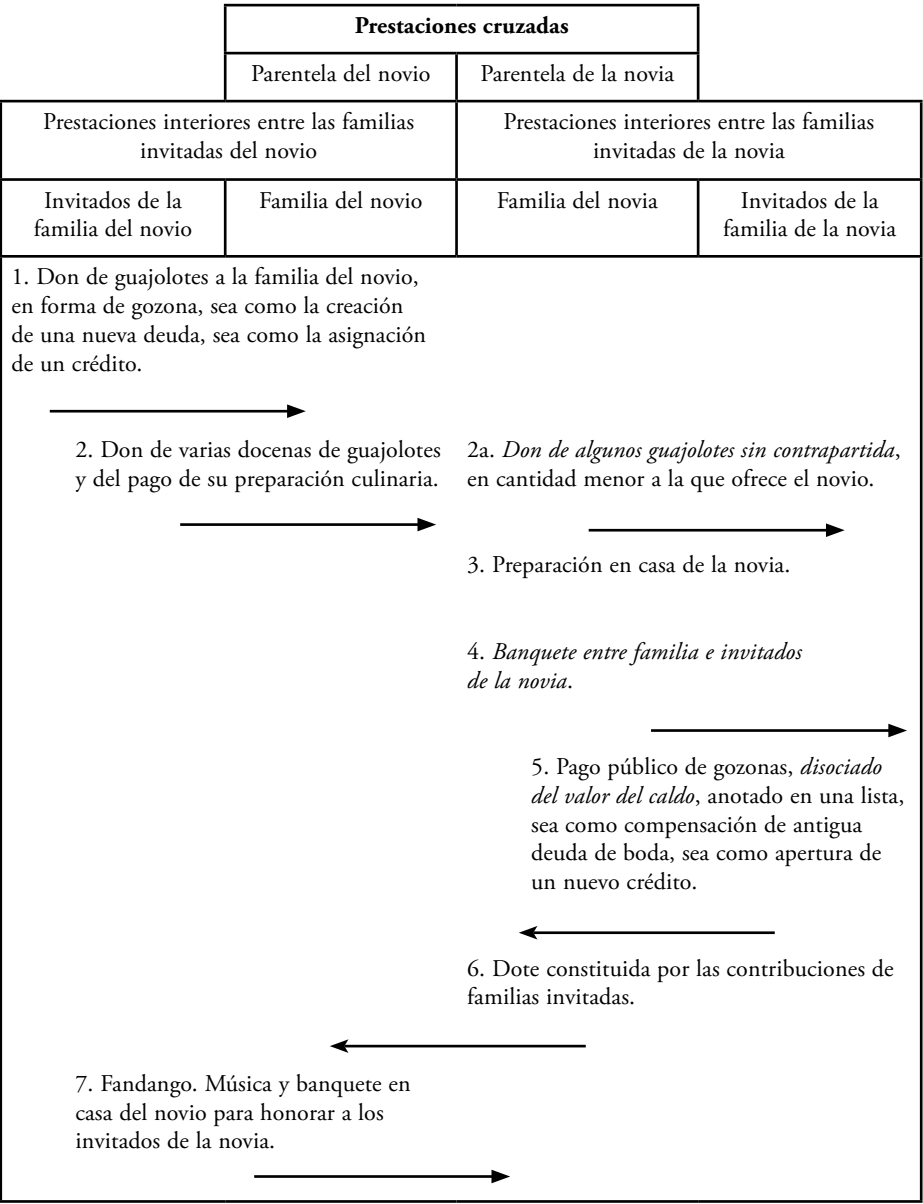 Prestaciones cruzadas
Parentela del novio
Parentela de la novia
Prestaciones interiores entre las familias
invitadas del novio
Prestaciones interiores entre las familias
invitadas de la novia
Invitados de la
familia del novio
Familia del novio
Familia del novia
Invitados de la
familia de la novia
1. Don de guajolotes a la familia del novio,
en forma de gozona, sea como la creación
de una nueva deuda, sea como la asignación
de un crédito.
2. Don de varias docenas de guajolotes
y del pago de su preparación culinaria.
2a. Don de algunos guajolotes sin contrapartida,
en cantidad menor a la que ofrece el novio.
3. Preparación en casa de la novia.
4. Banquete entre familia e invitados
de la novia.
5. Pago público de gozonas, disociado
del valor del caldo, anotado en una lista,
sea como compensación de antigua
deuda de boda, sea como apertura de
un nuevo crédito.
6. Dote constituida por las contribuciones de
familias invitadas.
7. Fandango. Música y banquete en
casa del novio para honorar a los
invitados de la novia.